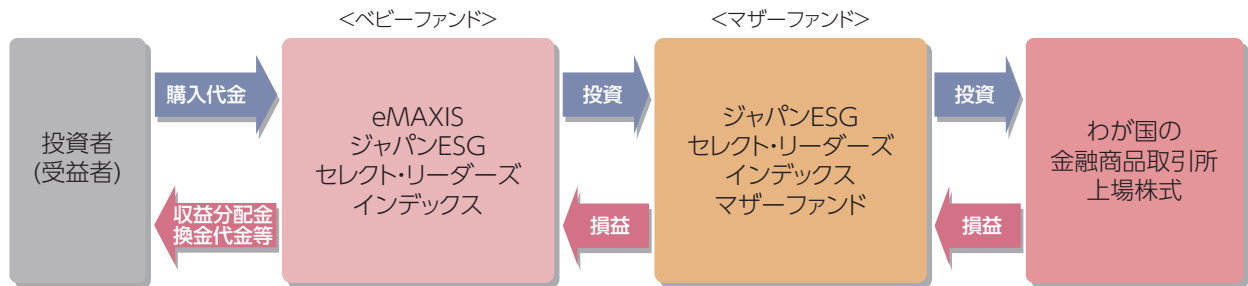 <ベビーファンド>
<マザーファンド>
投資者
(受益者)
購入代金
収益分配金
換金代金等
eMAXIS
ジャパンESG
セレクト・リーダーズ
インデックス
投資
損益
ジャパンESG
セレクト・リーダーズ
インデックス
マザーファンド
投資
損益
わが国の
金融商品取引所
上場株式